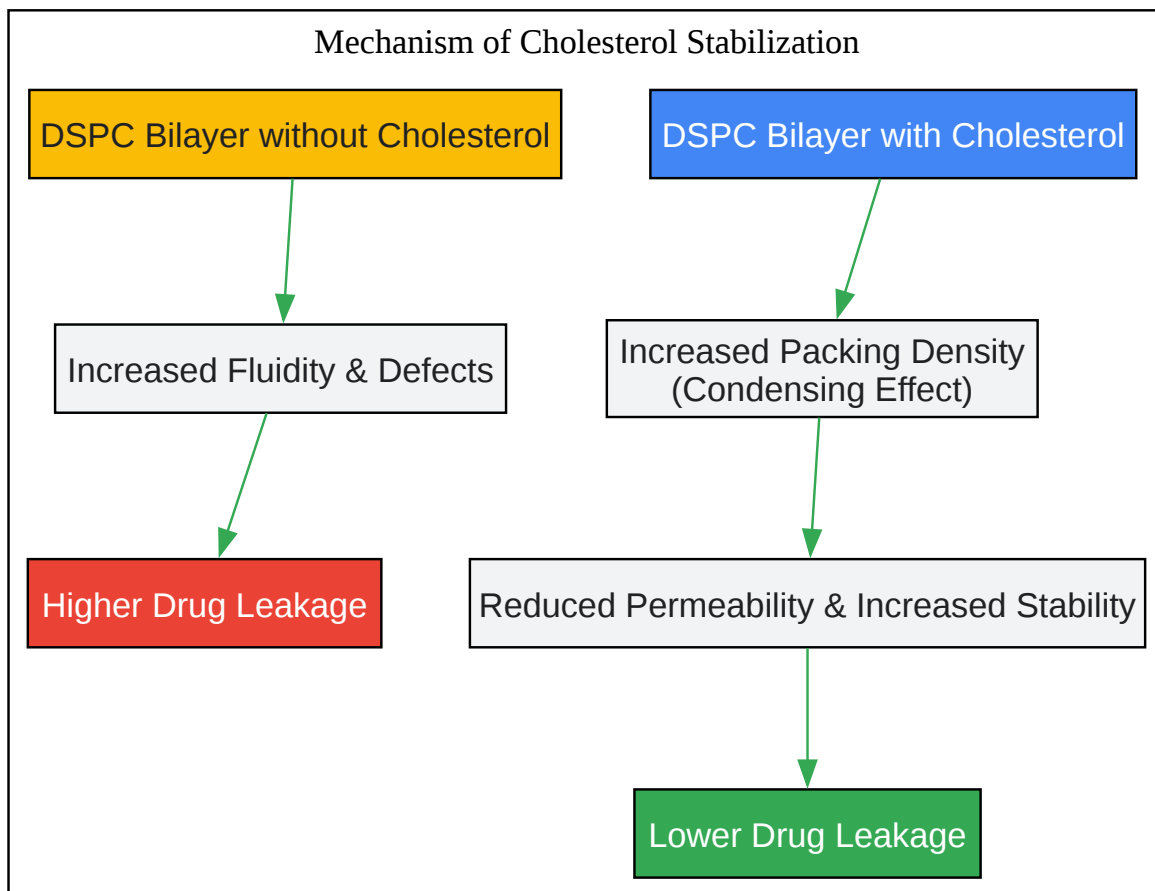 Mechanism of Cholesterol Stabilization
DSPC Bilayer without Cholesterol
DSPC Bilayer with Cholesterol
Increased Fluidity & Defects
Increased Packing Density
(Condensing Effect)
Higher Drug Leakage
Reduced Permeability & Increased Stability
Lower Drug Leakage